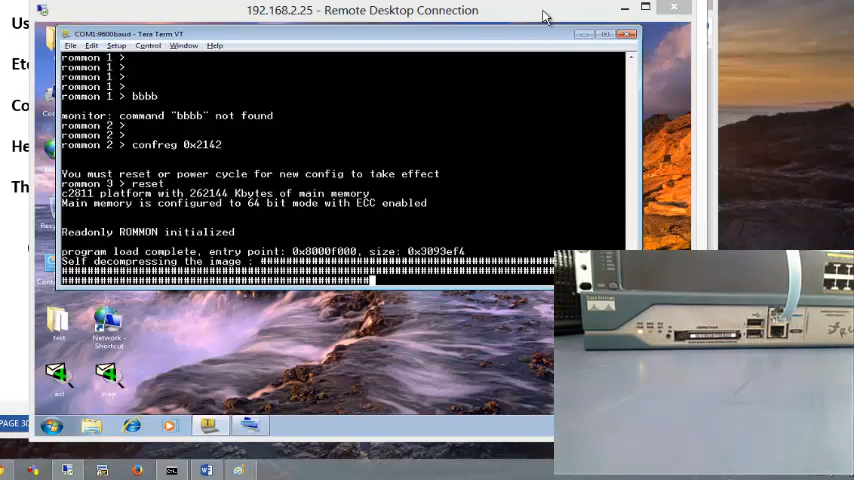 192.168.2.25 - Remote Desktop Connection
COM1:9600baud - Tera Term VT
File Edit Setup Control Window Help
rommon 1 >
rommon 1 >
rommon 1 >
rommon 1 >
rommon 1 > bbbb
monitor: command "bbbb" not found
rommon 2 >
rommon 2 >
rommon 2 > confreg 0x2142
You must reset or power cycle for new config to take effect
rommon 3 > reset
c2811 platform with 262144 Kbytes of main memory
Main memory is configured to 64 bit mode with ECC enabled
Readonly ROMMON initialized
program load complete, entry point: 0x8000f000, size: 0x3093ef4
Self decompressing the image :
test
Network - Shortcut
acl
PAGE 30